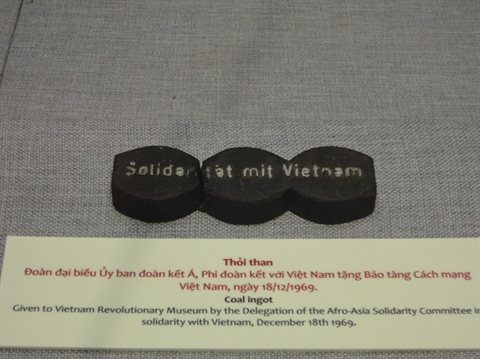 Solidarität mit Vietnam
Thỏi than
Đoàn đại biểu Ủy ban đoàn kết Á, Phi đoàn kết với Việt Nam tặng Bảo tàng Cách mạng
Việt Nam, ngày 18/12/1969.
Coal ingot
Given to Vietnam Revolutionary Museum by the Delegation of the Afro-Asia Solidarity Committee in
solidarity with Vietnam, December 18th 1969.